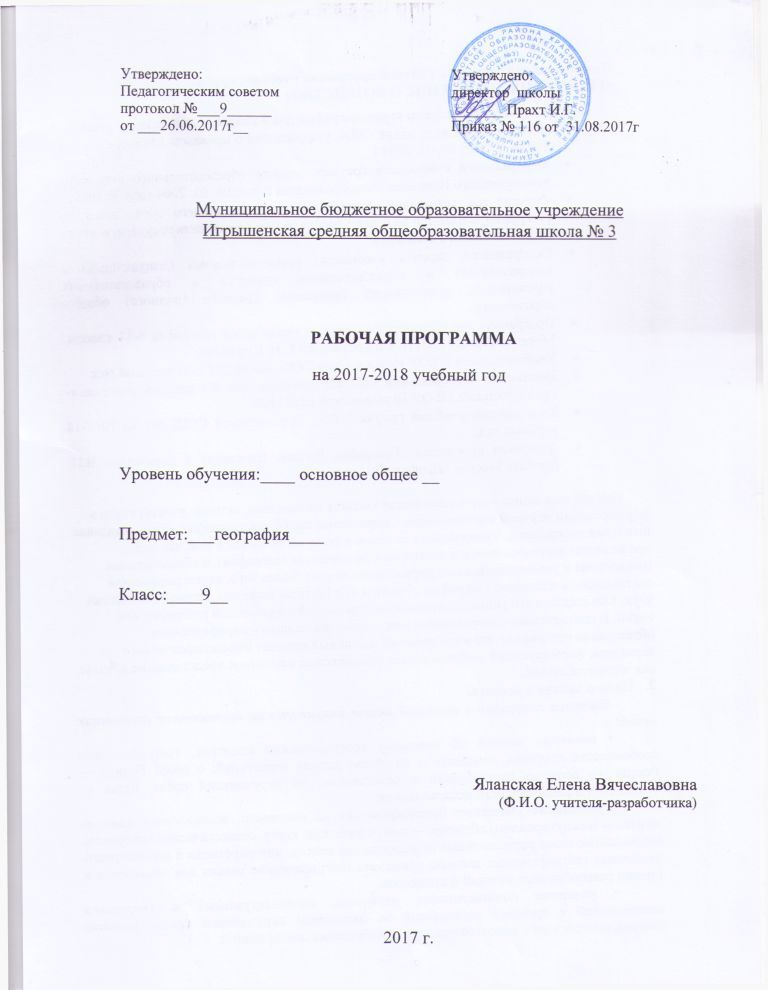 Утверждено:
Педагогическим советом
протокол №___9______
от ___26.06.2017г__
Утверждено:
директор школы
Прахт И.Г.
Приказ № 116 от 31.08.2017г
Муниципальное бюджетное образовательное учреждение
Игрышенская средняя общеобразовательная школа № 3
РАБОЧАЯ ПРОГРАММА
на 2017-2018 учебный год
Уровень обучения:____ основное общее __
Предмет:___география____
Класс:____9__
Яланская Елена Вячеславовна
(Ф.И.О. учителя-разработчика)
2017 г.